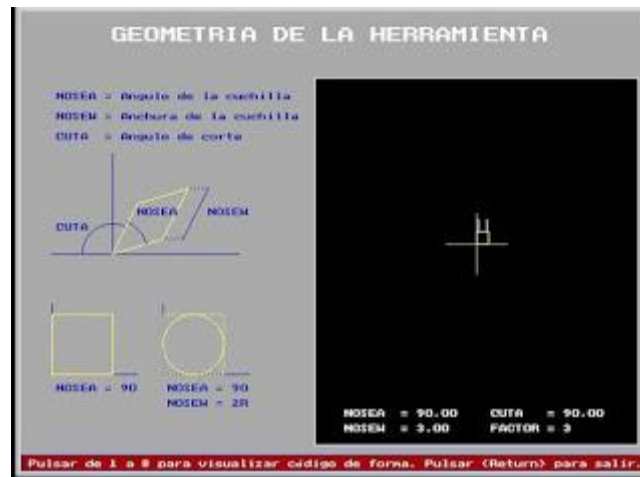 GEOMETRIA DE LA HERRAMIENTA
NOSEA = Angulo de la cuchilla
NOSEW = Anchura de la cuchilla
CUTA = Angulo de corte
NOSEA NOSEW
CUTA
NOSEA = 90 NOSEA = 90
NOSEW = 2R
NOSEA = 90.00 CUTA = 90.00
NOSEW = 3.00 FACTOR = 3
Pulsar de 1 a 8 para visualizar código de forma. Pulsar (Return) para salir.